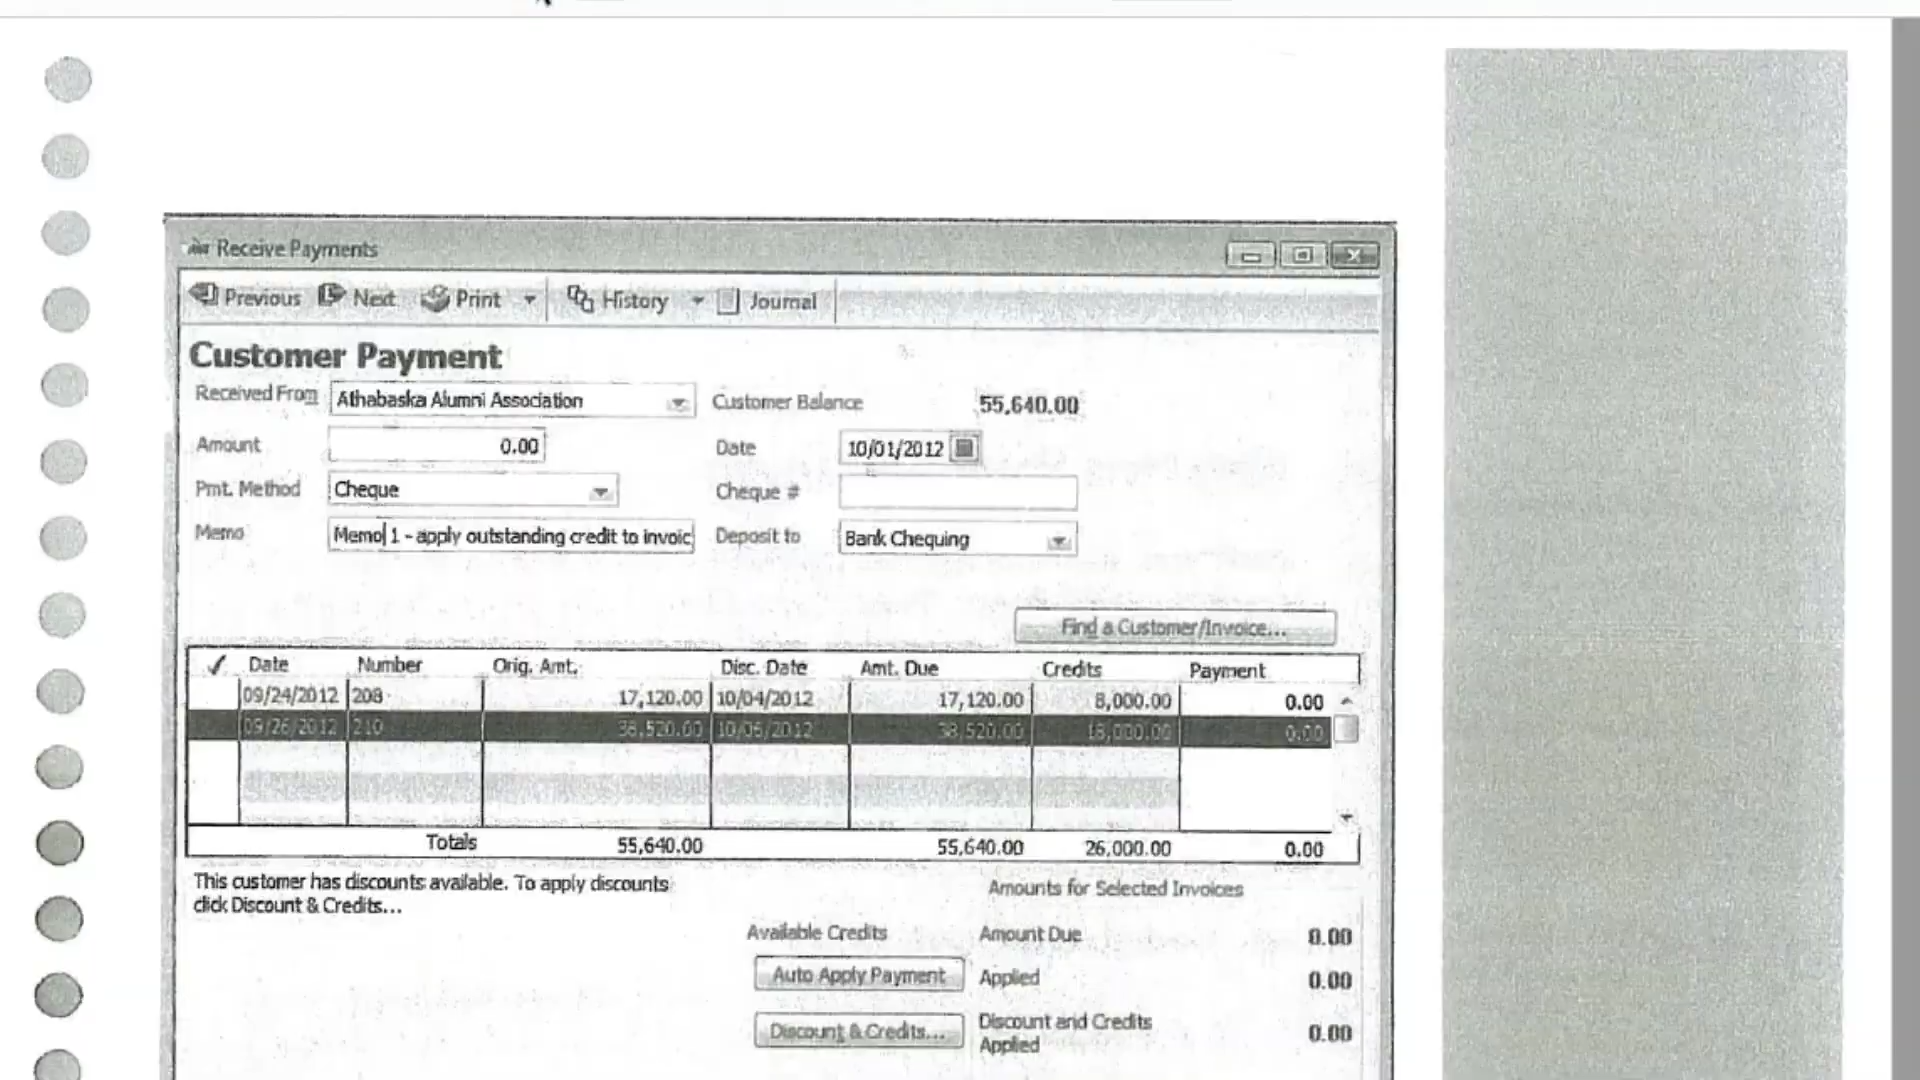 Receive Payments
Previous Next Print History Journal
Customer Payment
Received From Athabaska Alumni Association Customer Balance 55,640.00
Amount 0.00 Date 10/01/2012
Pmt. Method Cheque Cheque #
Memo Memo 1 - apply outstanding credit to invoic Deposit to Bank Chequing
Find a Customer/Invoice...
✓ Date Number Orig. Amt. Disc. Date Amt. Due Credits Payment
09/24/2012 208 17,120.00 10/04/2012 17,120.00 8,000.00 0.00
09/26/2012 210 38,520.00 10/06/2012 38,520.00 18,000.00 0.00
Totals 55,640.00 55,640.00 26,000.00 0.00
This customer has discounts available. To apply discounts
click Discount & Credits...
Amounts for Selected Invoices
Available Credits Amount Due 0.00
Auto Apply Payment Applied 0.00
Discount & Credits... Discount and Credits
Applied 0.00